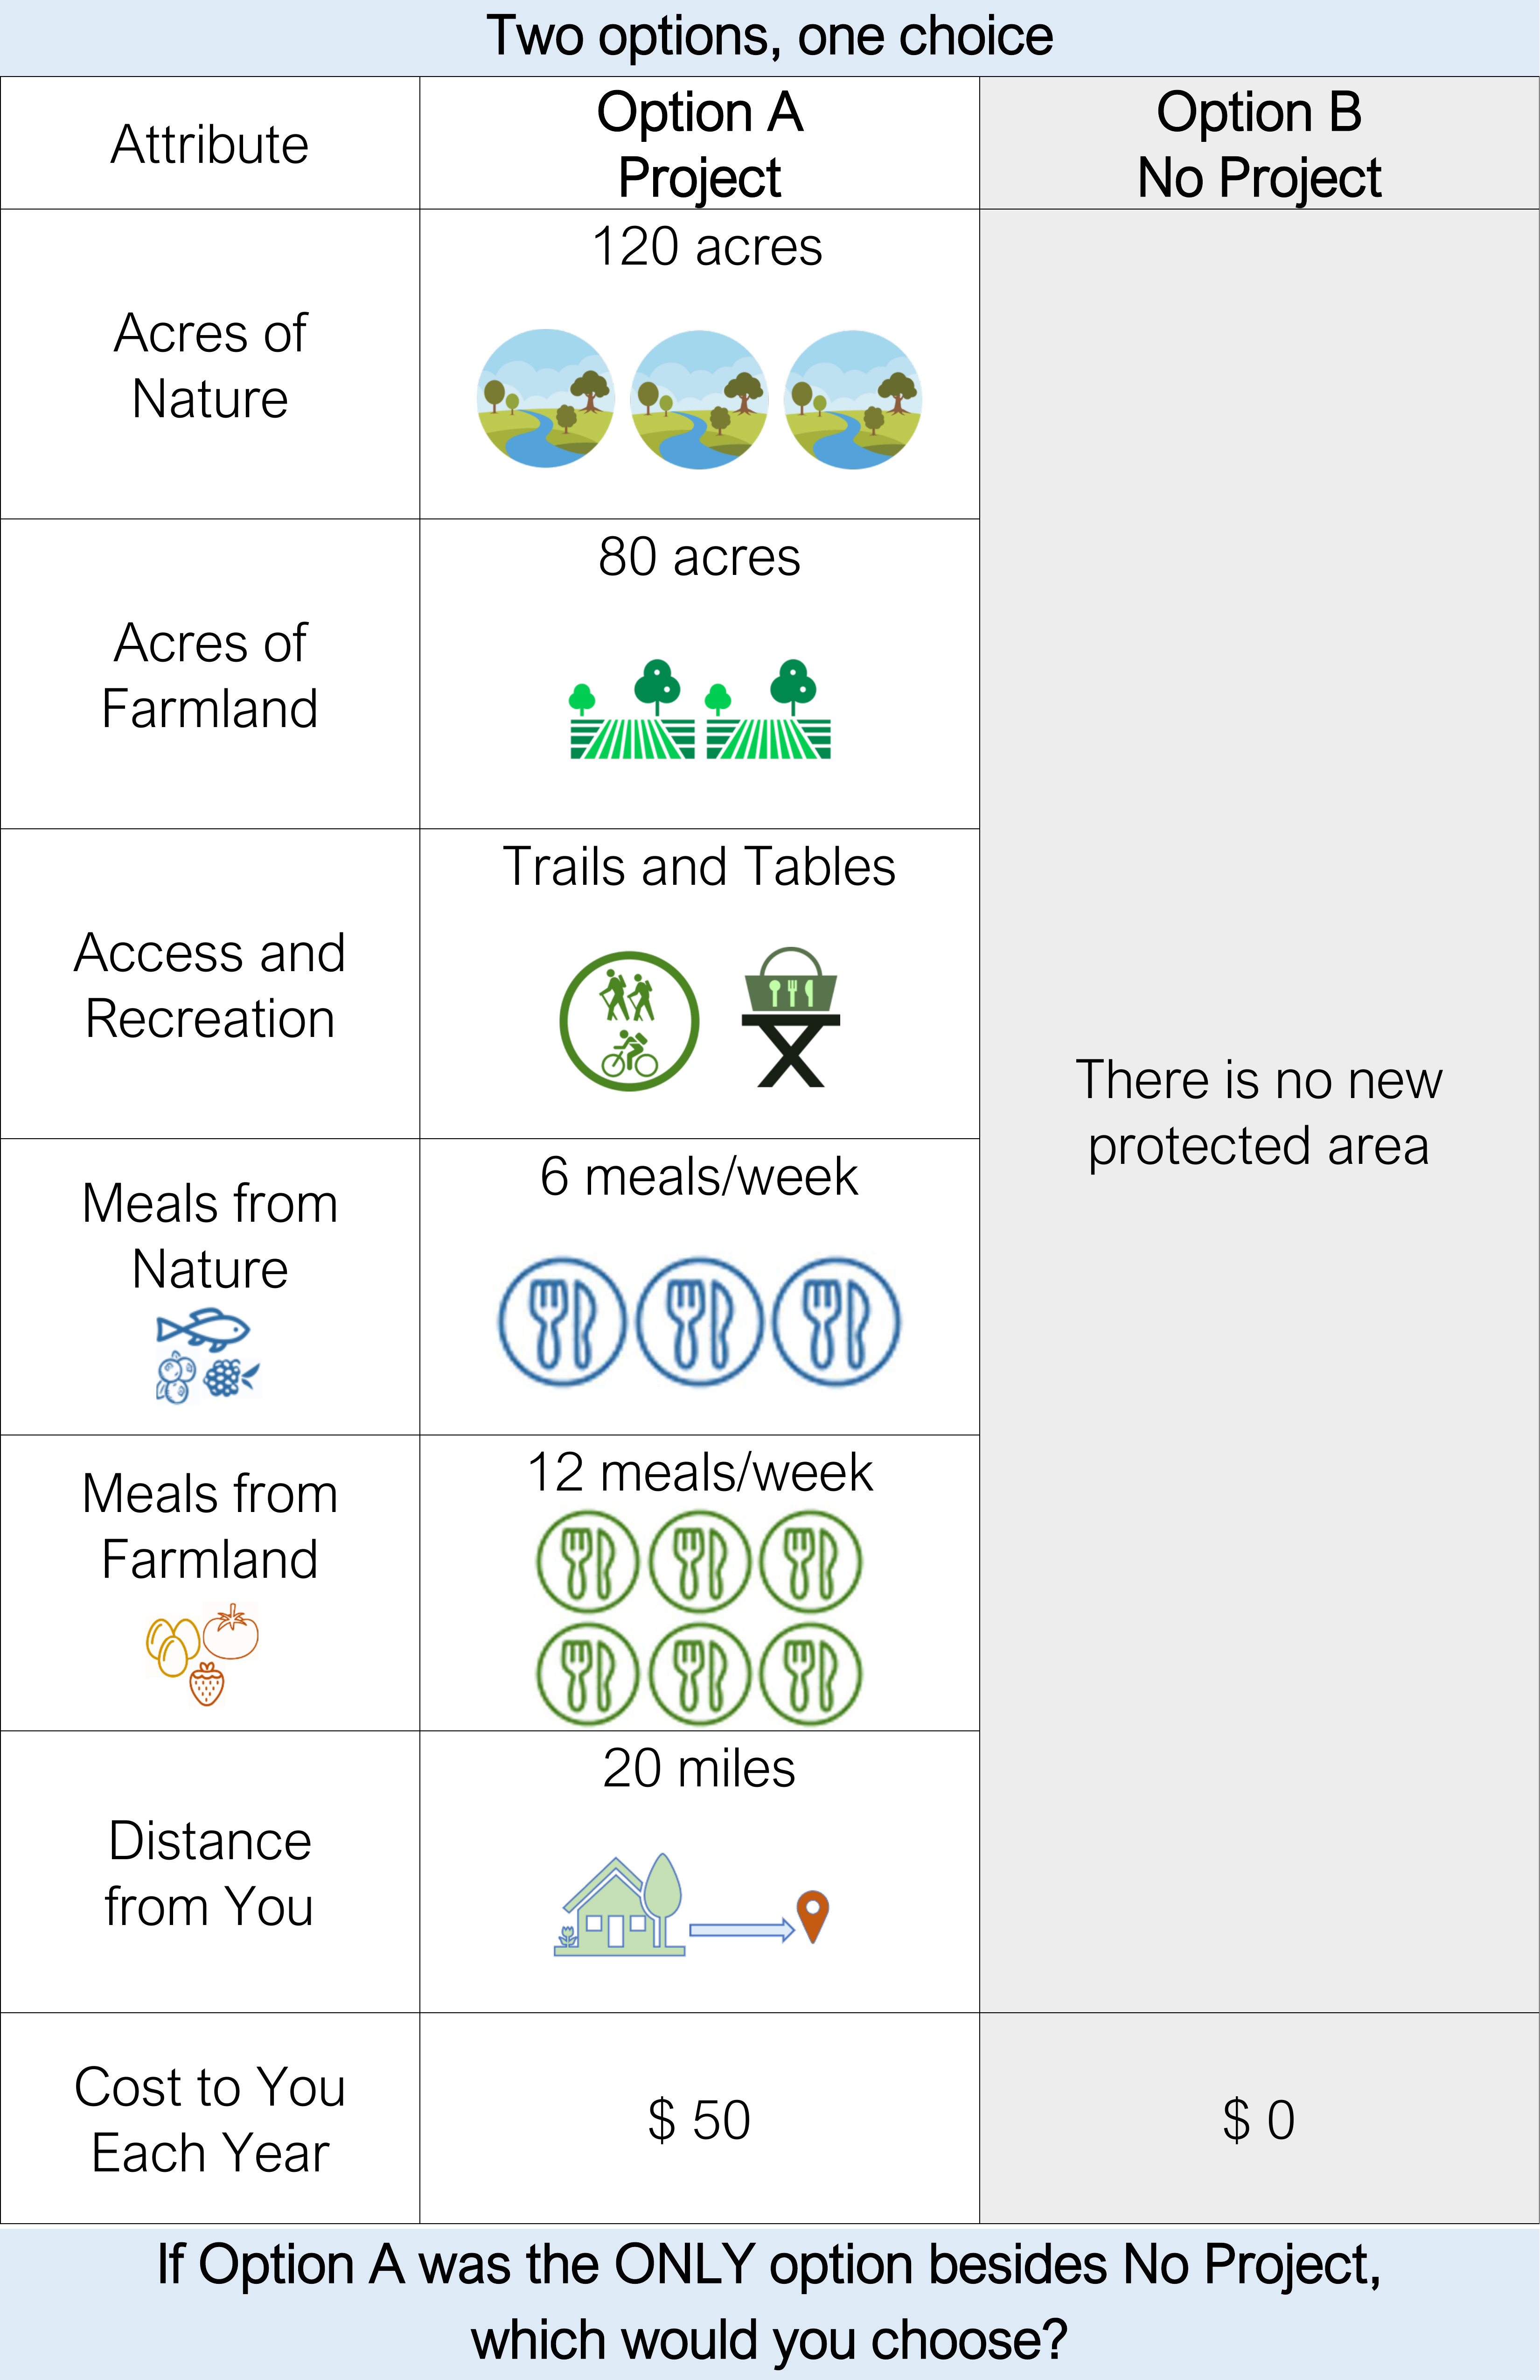 Two options, one choice
Attribute
Option A
Project
Option B
No Project
Acres of
Nature
120 acres
Acres of
Farmland
80 acres
Access and
Recreation
Trails and Tables
There is no new
protected area
Meals from
Nature
6 meals/week
Meals from
Farmland
12 meals/week
Distance
from You
20 miles
Cost to You
Each Year
$ 50
$ 0
If Option A was the ONLY option besides No Project,
which would you choose?